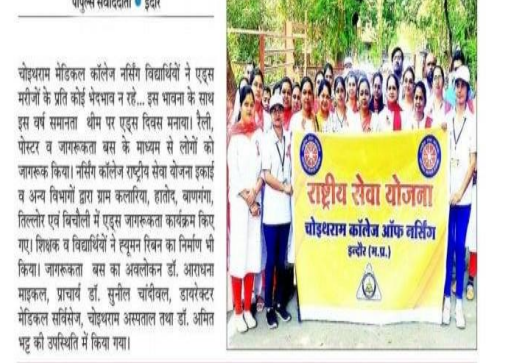 पीपुल्स संवाददाता • इंदौर
चोइथराम मेडिकल कॉलेज नर्सिंग विद्यार्थियों ने एड्स
मरीजों के प्रति कोई भेदभाव न रहे... इस भावना के साथ
इस वर्ष समानता थीम पर एड्स दिवस मनाया। रैली,
पोस्टर व जागरूकता बस के माध्यम से लोगों को
जागरूक किया। नर्सिंग कॉलेज राष्ट्रीय सेवा योजना इकाई
व अन्य विभागों द्वारा ग्राम कलारिया, हातोद, बाणगंगा,
तिल्लोर एवं बिचौली में एड्स जागरूकता कार्यक्रम किए
गए। शिक्षक व विद्यार्थियों ने ह्यूमन रिबन का निर्माण भी
किया। जागरूकता बस का अवलोकन डॉ. आराधना
माइकल, प्राचार्य डॉ. सुनील चांदीवल, डायरेक्टर
मेडिकल सर्विसेज, चोइथराम अस्पताल तथा डॉ. अमित
भट्ट की उपस्थिति में किया गया।
राष्ट्रीय सेवा योजना
चोइथराम कॉलेज ऑफ नर्सिंग
इन्दौर (म.प्र.)